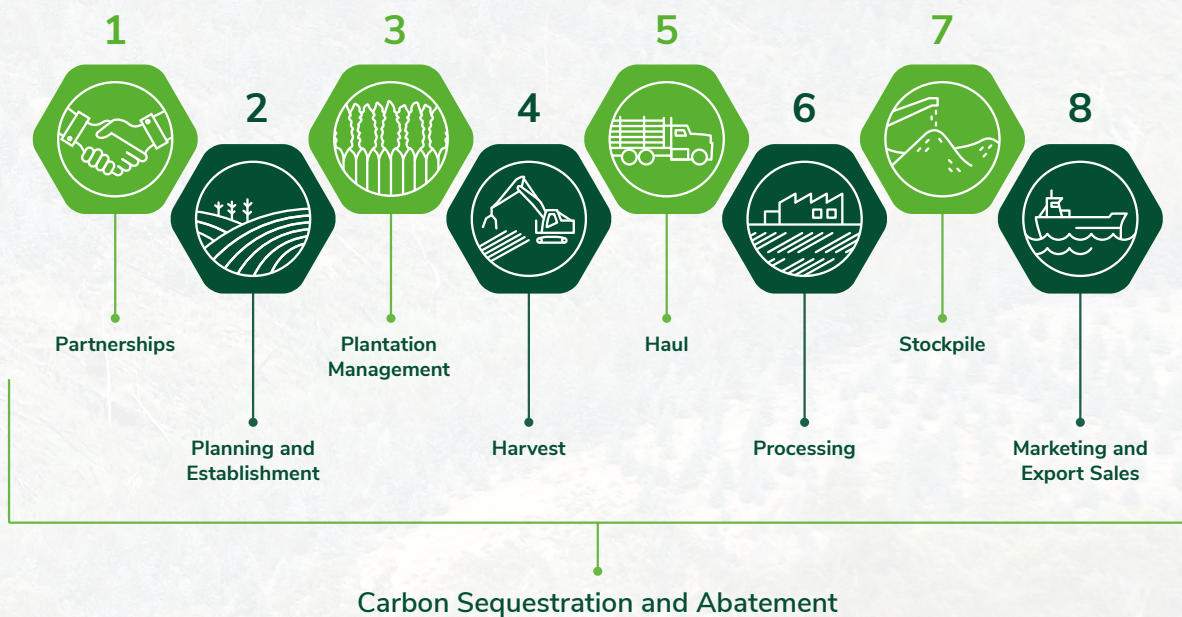 1
Partnerships
2
Planning and
Establishment
3
Plantation
Management
4
Harvest
5
Haul
6
Processing
7
Stockpile
8
Marketing and
Export Sales
Carbon Sequestration and Abatement